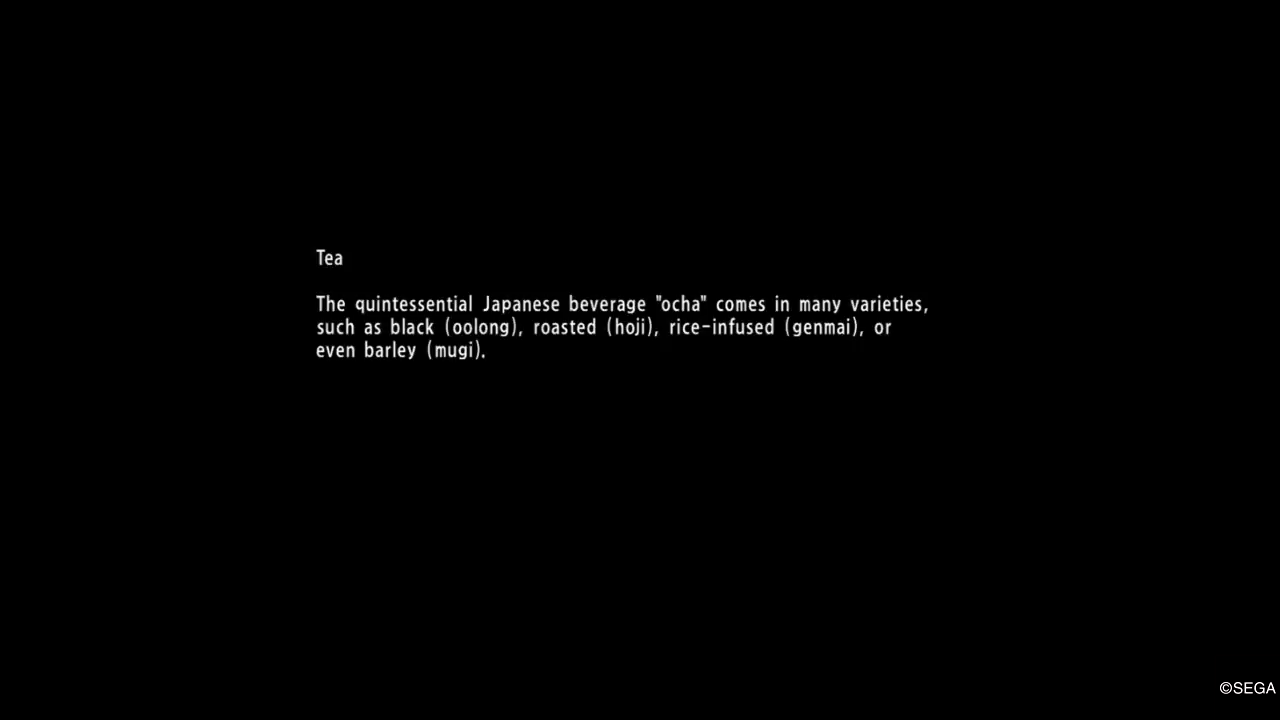 Tea
The quintessential Japanese beverage "ocha" comes in many varieties,
such as black (oolong), roasted (hoji), rice-infused (genmai), or
even barley (mugi).
©SEGA